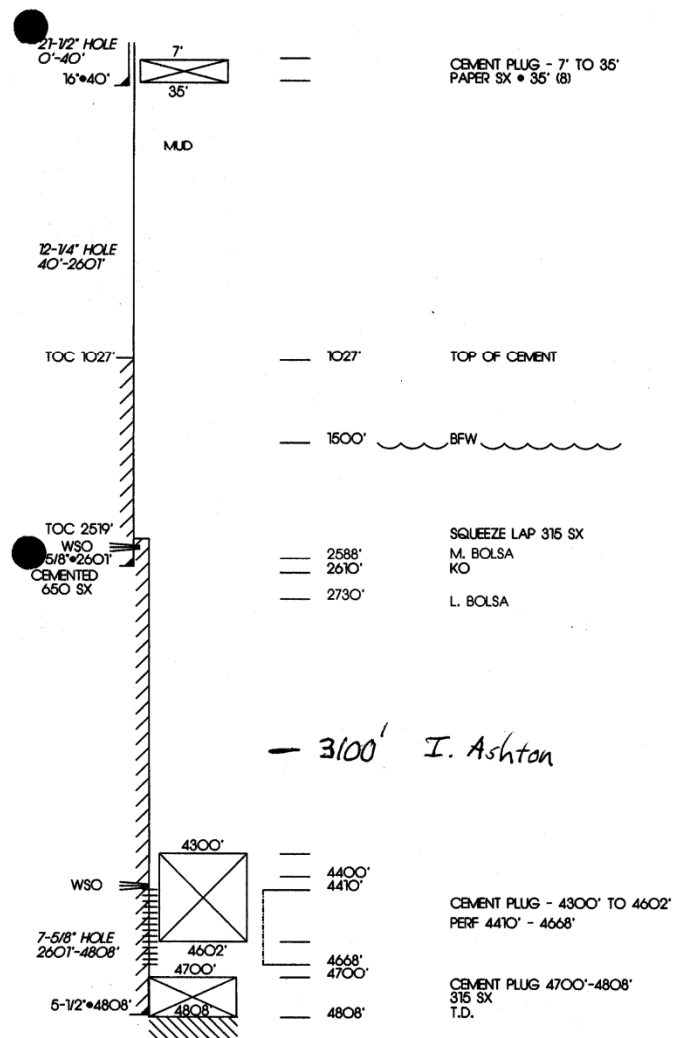 21-1/2" HOLE
0'-40'
16"●40'
7'
35'
CEMENT PLUG - 7' TO 35'
PAPER SX ● 35' (8)
MUD
12-1/4" HOLE
40'-2601'
TOC 1027'
1027'
TOP OF CEMENT
1500'
BFW
TOC 2519'
WSO
5/8"●2601'
CEMENTED
650 SX
SQUEEZE LAP 315 SX
2588'
M. BOLSA
2610'
KO
2730'
L. BOLSA
3100' I. Ashton
4300'
4400'
WSO
4410'
CEMENT PLUG - 4300' TO 4602'
PERF 4410' - 4668'
7-5/8" HOLE
2601'-4808'
4602'
4668'
4700'
4700'
CEMENT PLUG 4700'-4808'
315 SX
5-1/2"●4808'
4808'
4808'
T.D.